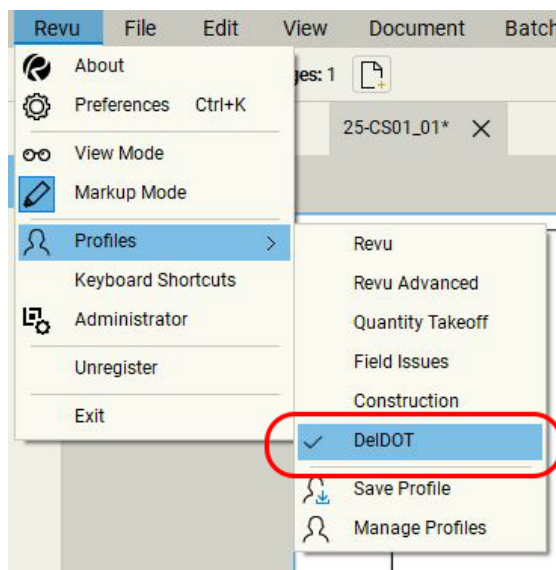 Revu File Edit View Document Batch
About
ges: 1
Preferences Ctrl+K
25-CS01_01*
View Mode
Markup Mode
Profiles
Revu
Keyboard Shortcuts
Revu Advanced
Administrator
Quantity Takeoff
Unregister
Field Issues
Construction
Exit
DelDOT
Save Profile
Manage Profiles